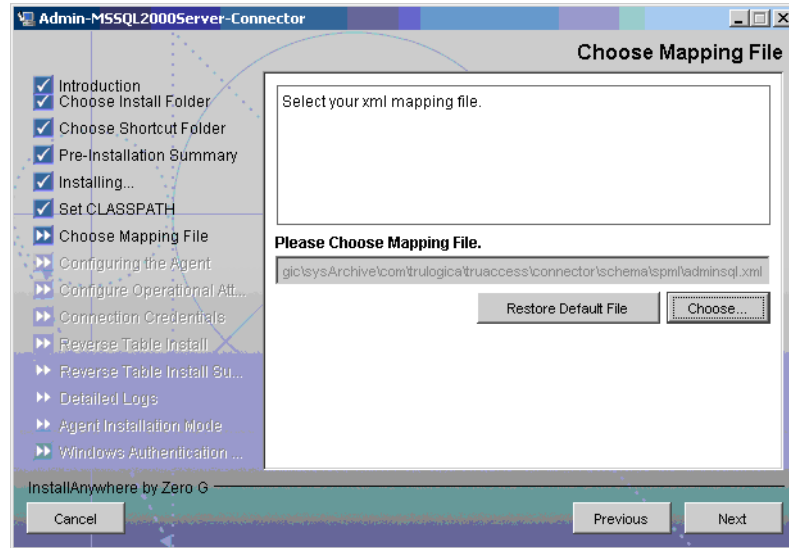 Admin-MSSQL2000Server-Connector
Choose Mapping File
Introduction
Choose Install Folder
Choose Shortcut Folder
Pre-Installation Summary
Installing...
Set CLASSPATH
Choose Mapping File
Configuring the Agent
Configure Operational Att...
Connection Credentials
Reverse Table Install
Reverse Table Install Su...
Detailed Logs
Agent Installation Mode
Windows Authentication ...
Select your xml mapping file.
Please Choose Mapping File.
gic\sysArchive\com\trulogica\truaccess\connector\schema\spml\adminsql.xml
Restore Default File
Choose...
InstallAnywhere by Zero G
Cancel
Previous
Next